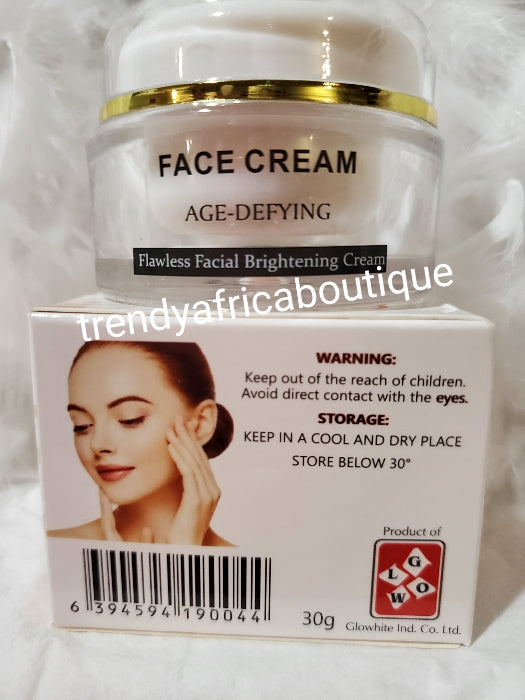 FACE CREAM
AGE-DEFYING
Flawless Facial Brightening Cream
trendyafricaboutique
WARNING:
Keep out of the reach of children.
Avoid direct contact with the eyes.
STORAGE:
KEEP IN A COOL AND DRY PLACE
STORE BELOW 30°
Product of
G
L O
W
6 394594 190044
30g
Glowhite Ind. Co. Ltd.